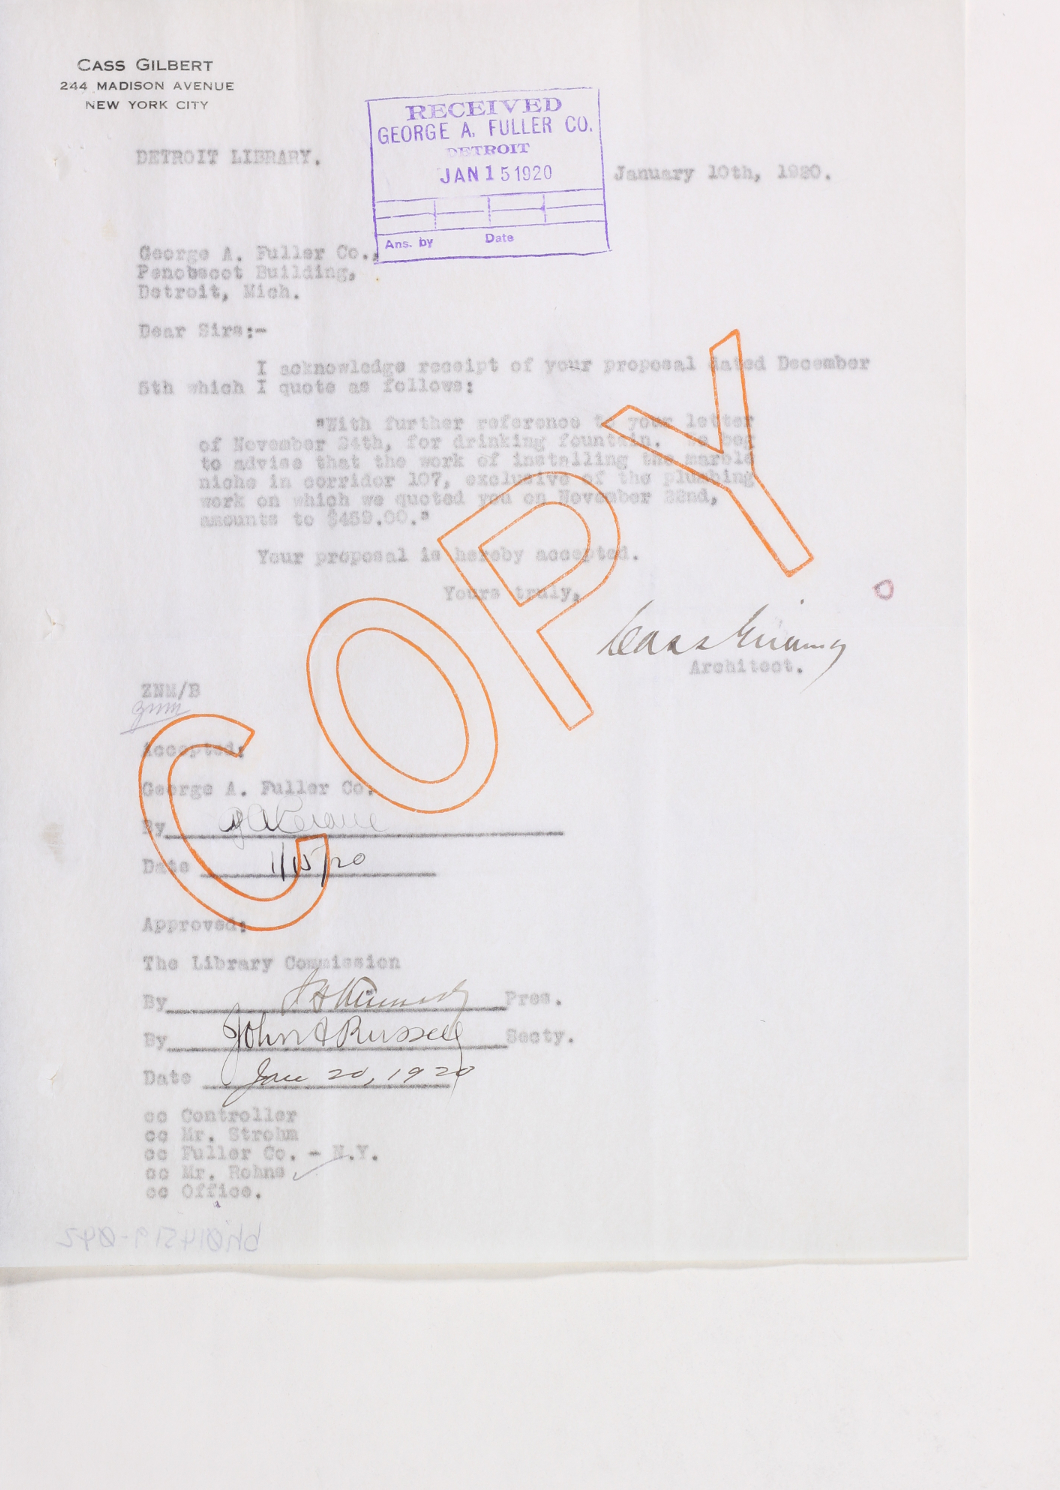 CASS GILBERT
244 MADISON AVENUE
NEW YORK CITY
RECEIVED
GEORGE A. FULLER CO.
DETROIT
JAN 15 1920
Ans. by Date
DETROIT LIBRARY.
January 10th, 1920.
George A. Fuller Co.,
Penobscot Building,
Detroit, Mich.
Dear Sirs:-
I acknowledge receipt of your proposal dated December
5th which I quote as follows:
"With further reference to your letter
of November 24th, for drinking fountain. We beg
to advise that the work of installing the marble
niche in corridor 107, exclusive of the plumbing
work on which we quoted you on November 22nd,
amounts to $459.00."
Your proposal is hereby accepted.
Yours truly,
Cass Gilbert
Architect.
ZNM/B
znm
Accepted:
George A. Fuller Co.
By
Date 1/15/20
Approved:
The Library Commission
By Pres.
By John A Russell Secty.
Date Jan 20, 1920
cc Controller
cc Mr. Strohm
cc Fuller Co. - N.Y.
cc Mr. Rohns
cc Office.
COPY
bh014519-042